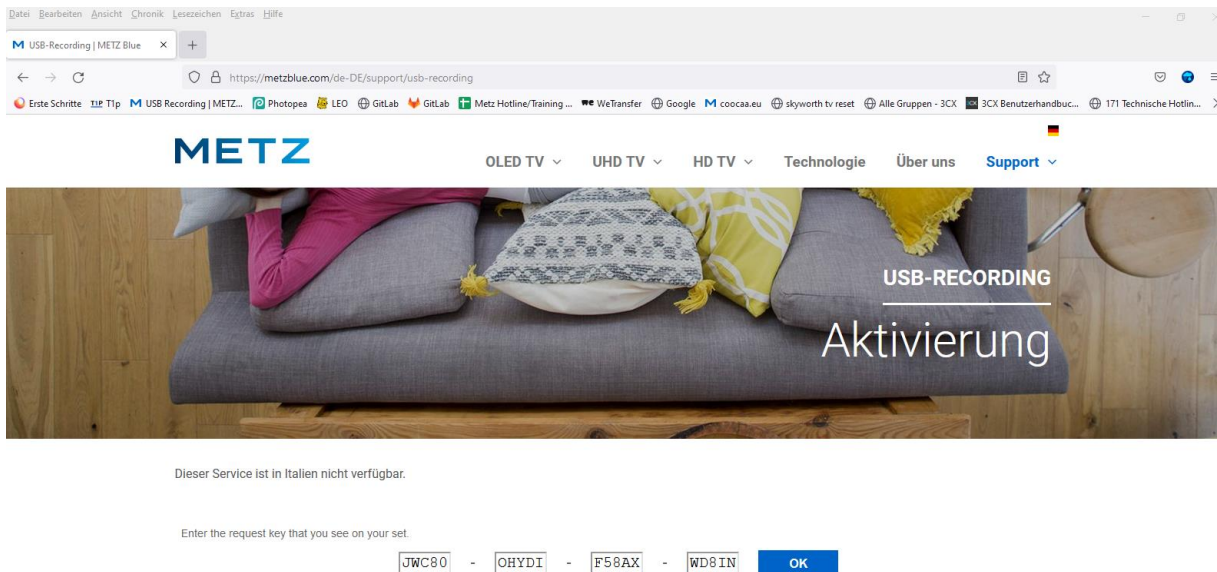 Datei Bearbeiten Ansicht Chronik Lesezeichen Extras Hilfe
USB-Recording | METZ Blue
https://metzblue.com/de-DE/support/usb-recording
Erste Schritte T1P T1p USB Recording | METZ... Photopea LEO GitLab GitLab Metz Hotline/Training ... we WeTransfer Google coocaa.eu skyworth tv reset Alle Gruppen - 3CX 3CX Benutzerhandbuc... 171 Technische Hotlin...
METZ OLED TV UHD TV HD TV Technologie Über uns Support
USB-RECORDING
Aktivierung
Dieser Service ist in Italien nicht verfügbar.
Enter the request key that you see on your set.
JWC80 - OHYDI - F58AX - WD8IN OK